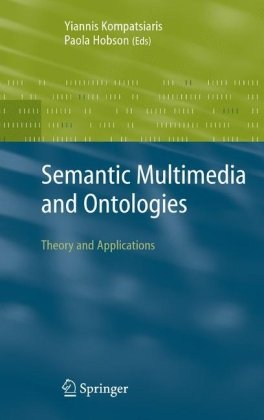 Yiannis Kompatsiaris
Paola Hobson (Eds)
Semantic Multimedia
and Ontologies
Theory and Applications
Springer